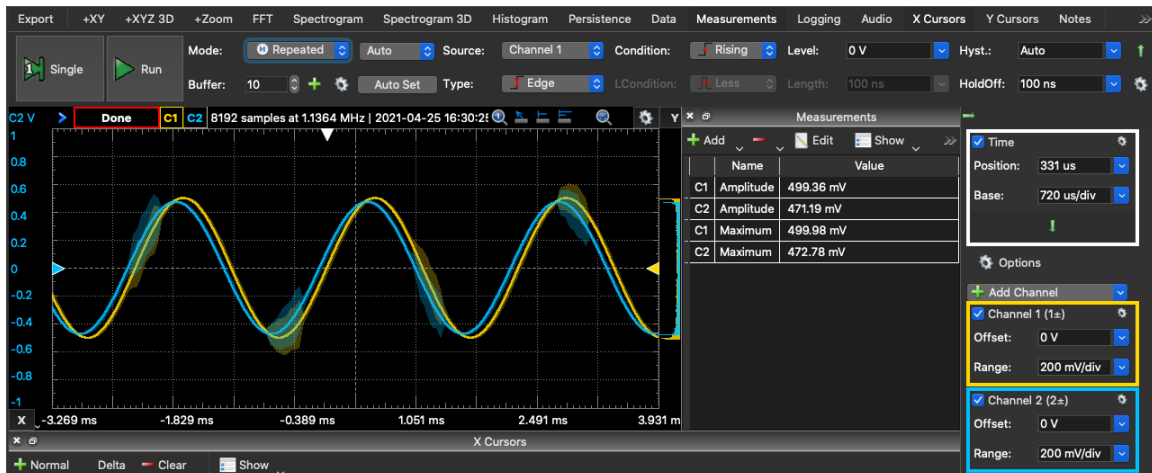 Export +XY +XYZ 3D +Zoom FFT Spectrogram Spectrogram 3D Histogram Persistence Data Measurements Logging Audio X Cursors Y Cursors Notes »
1 Single Run Mode: Repeated Auto Source: Channel 1 Condition: Rising Level: 0 V Hyst.: Auto
Buffer: 10 Auto Set Type: Edge LCondition: Less Length: 100 ns HoldOff: 100 ns
C2 V Done C1 C2 8192 samples at 1.1364 MHz | 2021-04-25 16:30:2 Y
Measurements
Add Edit Show »
Name Value
C1 Amplitude 499.36 mV
C2 Amplitude 471.19 mV
C1 Maximum 499.98 mV
C2 Maximum 472.78 mV
1
0.8
0.6
0.4
0.2
0
-0.2
-0.4
-0.6
-0.8
-1
X -3.269 ms -1.829 ms -0.389 ms 1.051 ms 2.491 ms 3.931 m
Time
Position: 331 us
Base: 720 us/div
Options
Add Channel
Channel 1 (1±)
Offset: 0 V
Range: 200 mV/div
Channel 2 (2±)
Offset: 0 V
Range: 200 mV/div
X Cursors
Normal Delta Clear Show